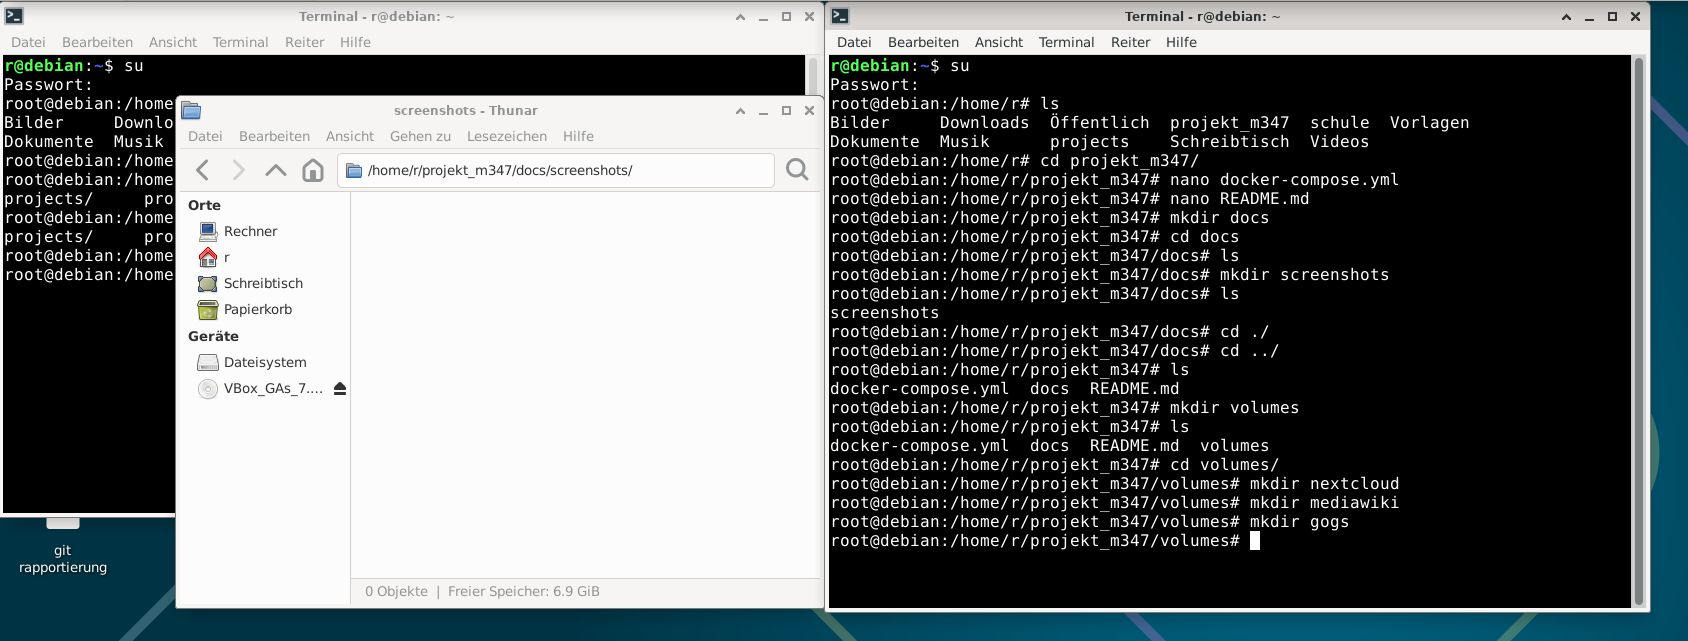 Terminal - r@debian: ~
Datei Bearbeiten Ansicht Terminal Reiter Hilfe
r@debian:~$ su
Passwort:
root@debian:/home
Bilder Downlo
Dokumente Musik
root@debian:/home
root@debian:/home
projects/ pro
root@debian:/home
projects/ pro
root@debian:/home
root@debian:/home
git
rapportierung
screenshots - Thunar
Datei Bearbeiten Ansicht Gehen zu Lesezeichen Hilfe
/home/r/projekt_m347/docs/screenshots/
Orte
Rechner
r
Schreibtisch
Papierkorb
Geräte
Dateisystem
VBox_GAs_7....
0 Objekte | Freier Speicher: 6.9 GiB
Terminal - r@debian: ~
Datei Bearbeiten Ansicht Terminal Reiter Hilfe
r@debian:~$ su
Passwort:
root@debian:/home/r# ls
Bilder Downloads Öffentlich projekt_m347 schule Vorlagen
Dokumente Musik projects Schreibtisch Videos
root@debian:/home/r# cd projekt_m347/
root@debian:/home/r/projekt_m347# nano docker-compose.yml
root@debian:/home/r/projekt_m347# nano README.md
root@debian:/home/r/projekt_m347# mkdir docs
root@debian:/home/r/projekt_m347# cd docs
root@debian:/home/r/projekt_m347/docs# ls
root@debian:/home/r/projekt_m347/docs# mkdir screenshots
root@debian:/home/r/projekt_m347/docs# ls
screenshots
root@debian:/home/r/projekt_m347/docs# cd ./
root@debian:/home/r/projekt_m347/docs# cd ../
root@debian:/home/r/projekt_m347# ls
docker-compose.yml docs README.md
root@debian:/home/r/projekt_m347# mkdir volumes
root@debian:/home/r/projekt_m347# ls
docker-compose.yml docs README.md volumes
root@debian:/home/r/projekt_m347# cd volumes/
root@debian:/home/r/projekt_m347/volumes# mkdir nextcloud
root@debian:/home/r/projekt_m347/volumes# mkdir mediawiki
root@debian:/home/r/projekt_m347/volumes# mkdir gogs
root@debian:/home/r/projekt_m347/volumes#